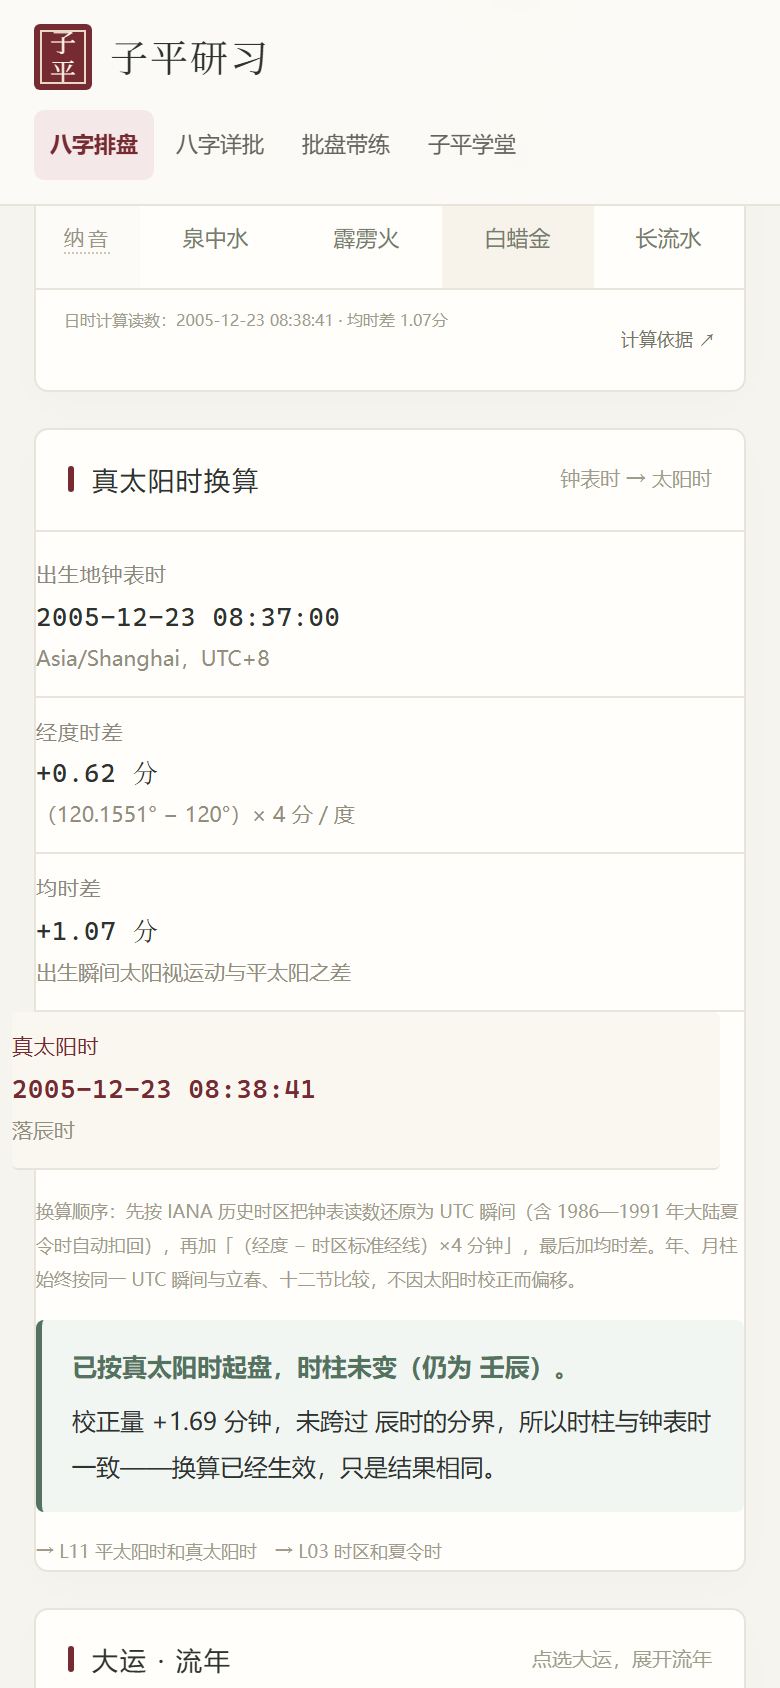 子平
子平研习
八字排盘 八字详批 批盘带练 子平学堂
纳音 泉中水 霹雳火 白蜡金 长流水
日时计算读数：2005-12-23 08:38:41 · 均时差 1.07分
计算依据 ↗
真太阳时换算 钟表时 → 太阳时
出生地钟表时
2005-12-23 08:37:00
Asia/Shanghai，UTC+8
经度时差
+0.62 分
（120.1551° − 120°）× 4 分 / 度
均时差
+1.07 分
出生瞬间太阳视运动与平太阳之差
真太阳时
2005-12-23 08:38:41
落辰时
换算顺序：先按 IANA 历史时区把钟表读数还原为 UTC 瞬间（含 1986—1991 年大陆夏
令时自动扣回），再加「（经度 − 时区标准经线）×4 分钟」，最后加均时差。年、月柱
始终按同一 UTC 瞬间与立春、十二节比较，不因太阳时校正而偏移。
已按真太阳时起盘，时柱未变（仍为 壬辰）。
校正量 +1.69 分钟，未跨过 辰时的分界，所以时柱与钟表时
一致——换算已经生效，只是结果相同。
→ L11 平太阳时和真太阳时 → L03 时区和夏令时
大运 · 流年 点选大运，展开流年